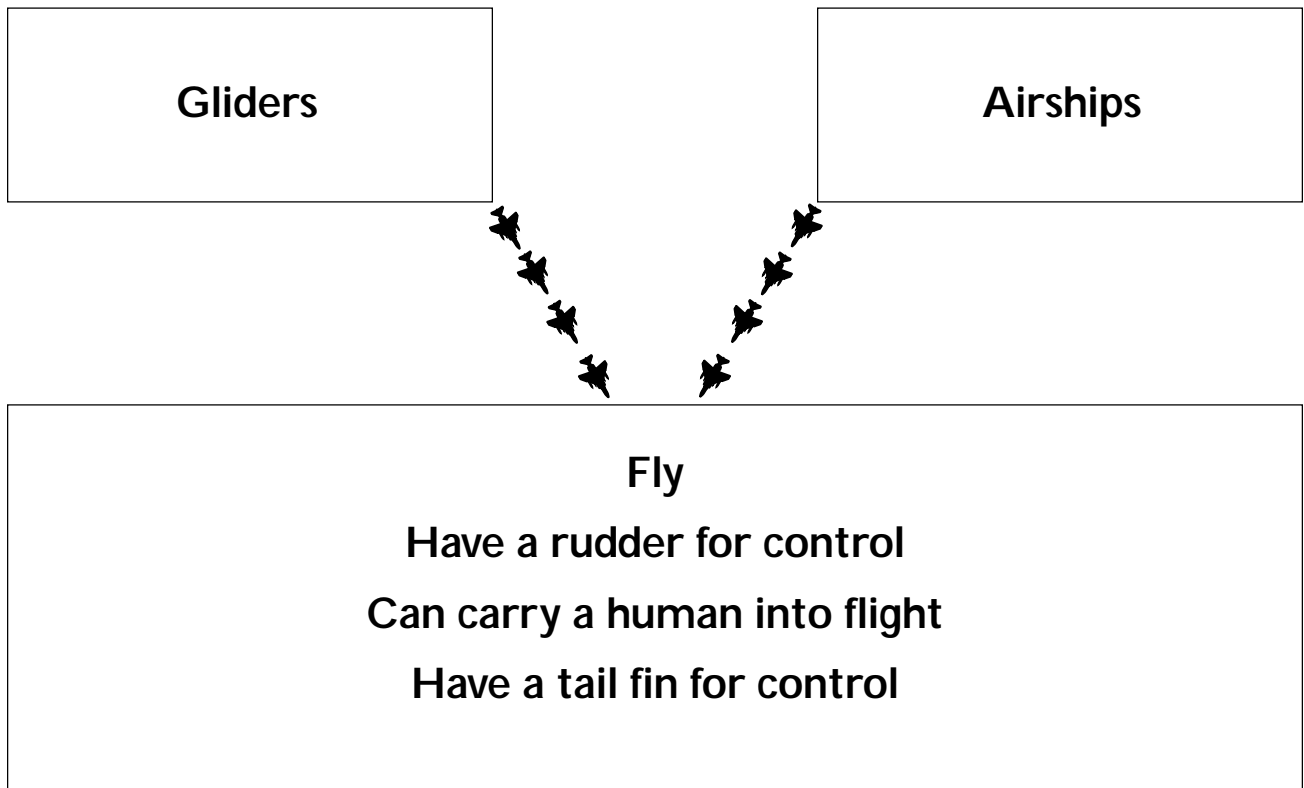 Gliders
Airships
Fly
Have a rudder for control
Can carry a human into flight
Have a tail fin for control